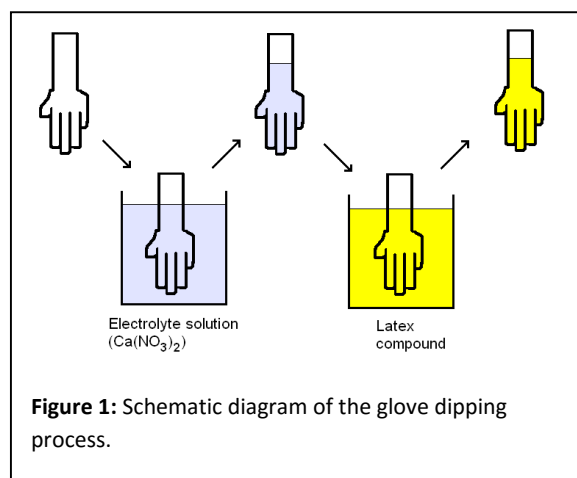 Electrolyte solution
(Ca(NO₃)₂)
Latex
compound
Figure 1: Schematic diagram of the glove dipping
process.